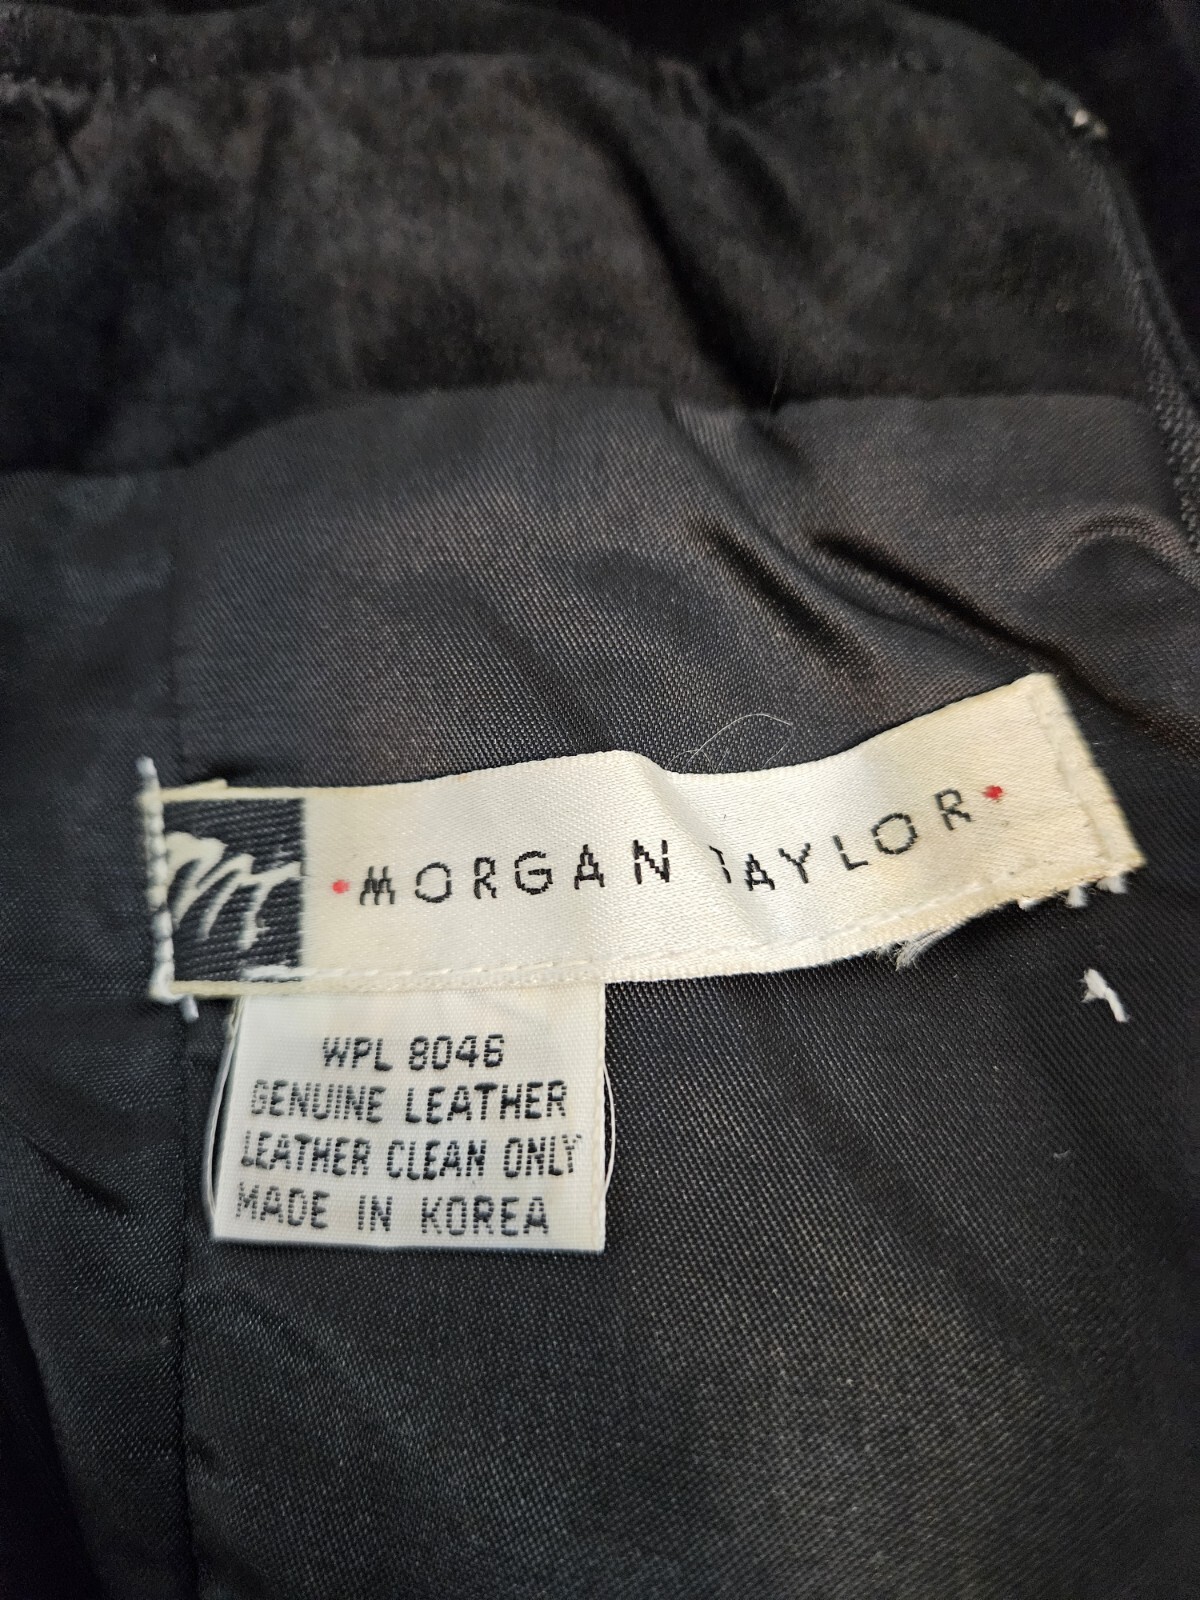 •MORGAN TAYLOR•
WPL 8046
GENUINE LEATHER
LEATHER CLEAN ONLY
MADE IN KOREA